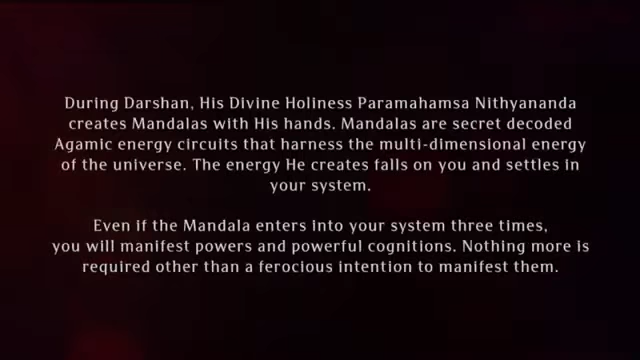 During Darshan, His Divine Holiness Paramahamsa Nithyananda
creates Mandalas with His hands. Mandalas are secret decoded
Agamic energy circuits that harness the multi-dimensional energy
of the universe. The energy He creates falls on you and settles in
your system.
Even if the Mandala enters into your system three times,
you will manifest powers and powerful cognitions. Nothing more is
required other than a ferocious intention to manifest them.